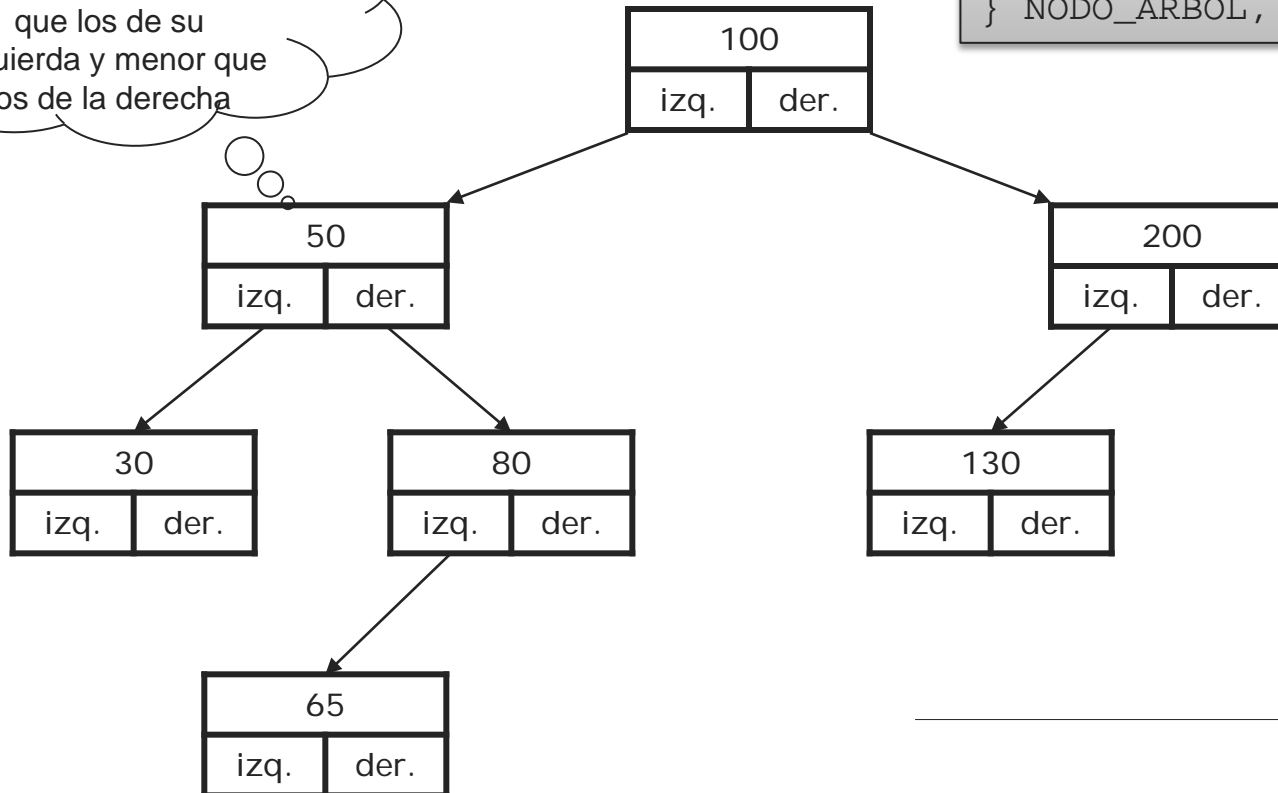 que los de su
uierda y menor que
os de la derecha
} NODO_ARBOL,
100
izq. der.
50
izq. der.
200
izq. der.
30
izq. der.
80
izq. der.
130
izq. der.
65
izq. der.